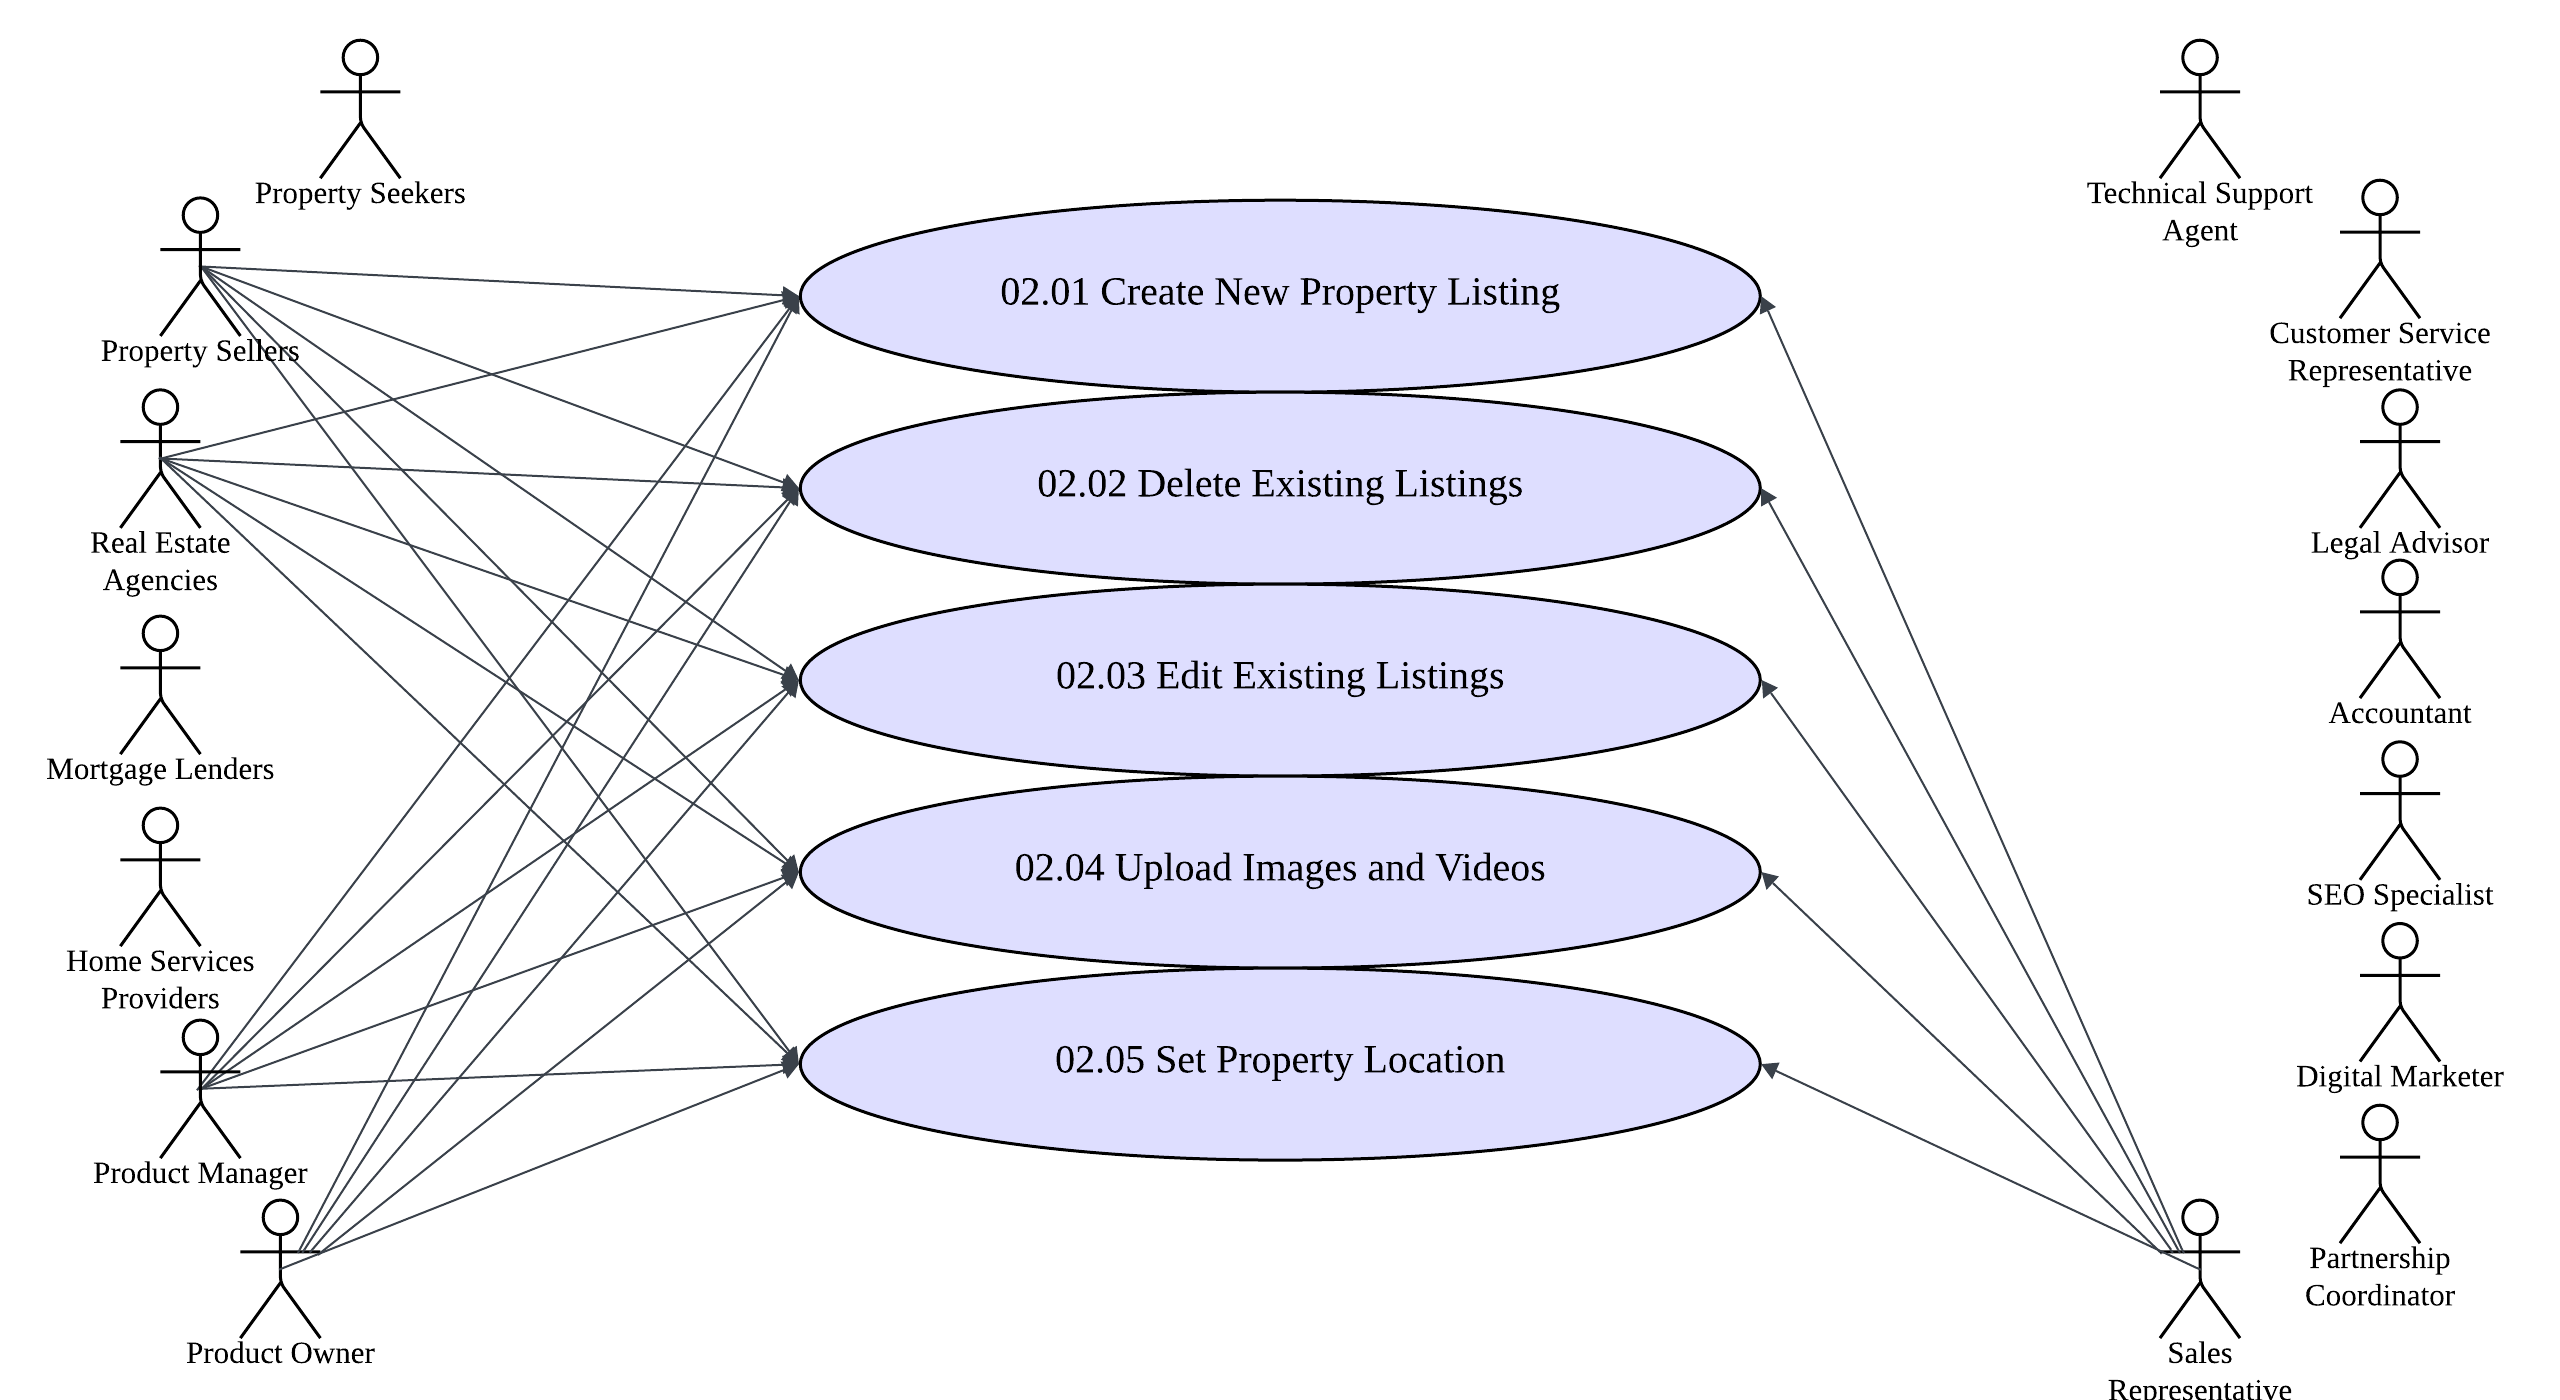 Property Seekers
Property Sellers
Real Estate
Agencies
Mortgage Lenders
Home Services
Providers
Product Manager
Product Owner
02.01 Create New Property Listing
02.02 Delete Existing Listings
02.03 Edit Existing Listings
02.04 Upload Images and Videos
02.05 Set Property Location
Technical Support
Agent
Customer Service
Representative
Legal Advisor
Accountant
SEO Specialist
Digital Marketer
Partnership
Coordinator
Sales
Representative